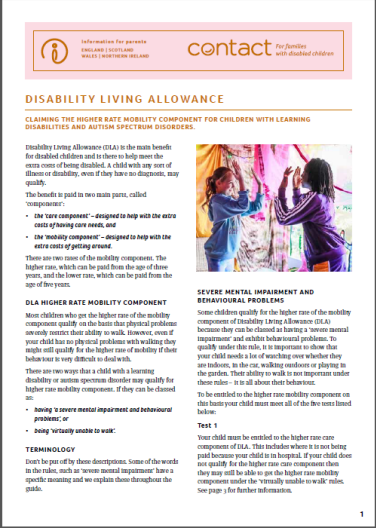 information for parents
ENGLAND | SCOTLAND
WALES | NORTHERN IRELAND
contact
For families
with disabled children
DISABILITY LIVING ALLOWANCE
CLAIMING THE HIGHER RATE MOBILITY COMPONENT FOR CHILDREN WITH LEARNING
DISABILITIES AND AUTISM SPECTRUM DISORDERS.
Disability Living Allowance (DLA) is the main benefit
for disabled children and is there to help meet the
extra costs of being disabled. A child with any sort of
illness or disability, even if they have no diagnosis, may
qualify.
The benefit is paid in two main parts, called
'components':
• the 'care component' – designed to help with the extra
costs of having care needs, and
• the 'mobility component' – designed to help with the
extra costs of getting around.
There are two rates of the mobility component. The
higher rate, which can be paid from the age of three
years, and the lower rate, which can be paid from the
age of five years.
DLA HIGHER RATE MOBILITY COMPONENT
Most children who get the higher rate of the mobility
component qualify on the basis that physical problems
severely restrict their ability to walk. However, even if
your child has no physical problems with walking they
might still qualify for the higher rate of mobility if their
behaviour is very difficult to deal with.
There are two ways that a child with a learning
disability or autism spectrum disorder may qualify for
higher rate mobility component. If they can be classed
as:
• having 'a severe mental impairment and behavioural
problems', or
• being 'virtually unable to walk'.
TERMINOLOGY
Don't be put off by these descriptions. Some of the words
in the rules, such as 'severe mental impairment' have a
specific meaning and we explain these throughout the
guide.
SEVERE MENTAL IMPAIRMENT AND
BEHAVIOURAL PROBLEMS
Some children qualify for the higher rate of the mobility
component of Disability Living Allowance (DLA)
because they can be classed as having a 'severe mental
impairment' and exhibit behavioural problems. To
qualify under this rule, it is important to show that
your child needs a lot of watching over whether they
are indoors, in the car, walking outdoors or playing in
the garden. Their ability to walk is not important under
these rules – it is all about their behaviour.
To be entitled to the higher rate mobility component on
this basis your child must meet all of the five tests listed
below:
Test 1
Your child must be entitled to the higher rate care
component of DLA. This includes where it is not being
paid because your child is in hospital. If your child does
not qualify for the higher rate care component then
they may still be able to get the higher rate mobility
component under the 'virtually unable to walk' rules.
See page 3 for further information.
1